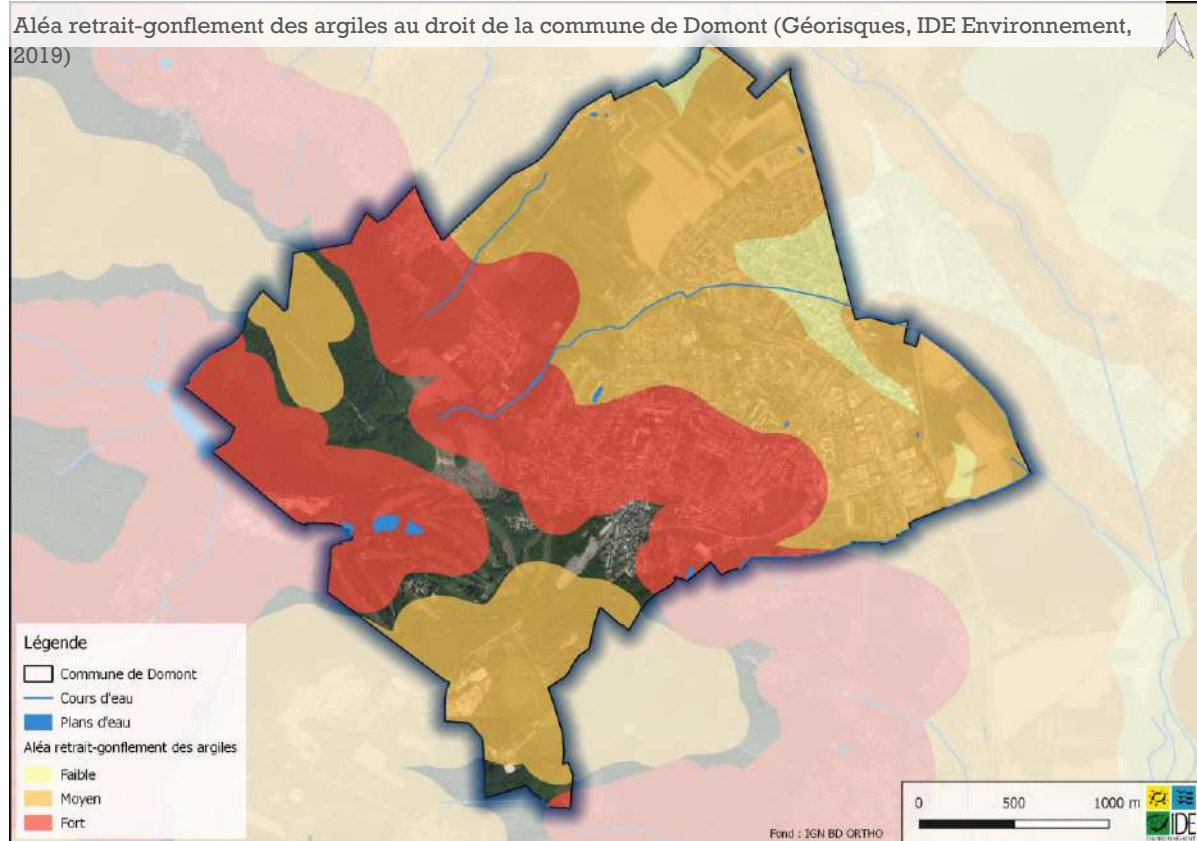 Aléa retrait-gonflement des argiles au droit de la commune de Domont (Géorisques, IDE Environnement,
2019)
Légende
Commune de Domont
Cours d'eau
Plans d'eau
Aléa retrait-gonflement des argiles
Faible
Moyen
Fort
Fond : IGN BD ORTHO
0 500 1000 m
IDE